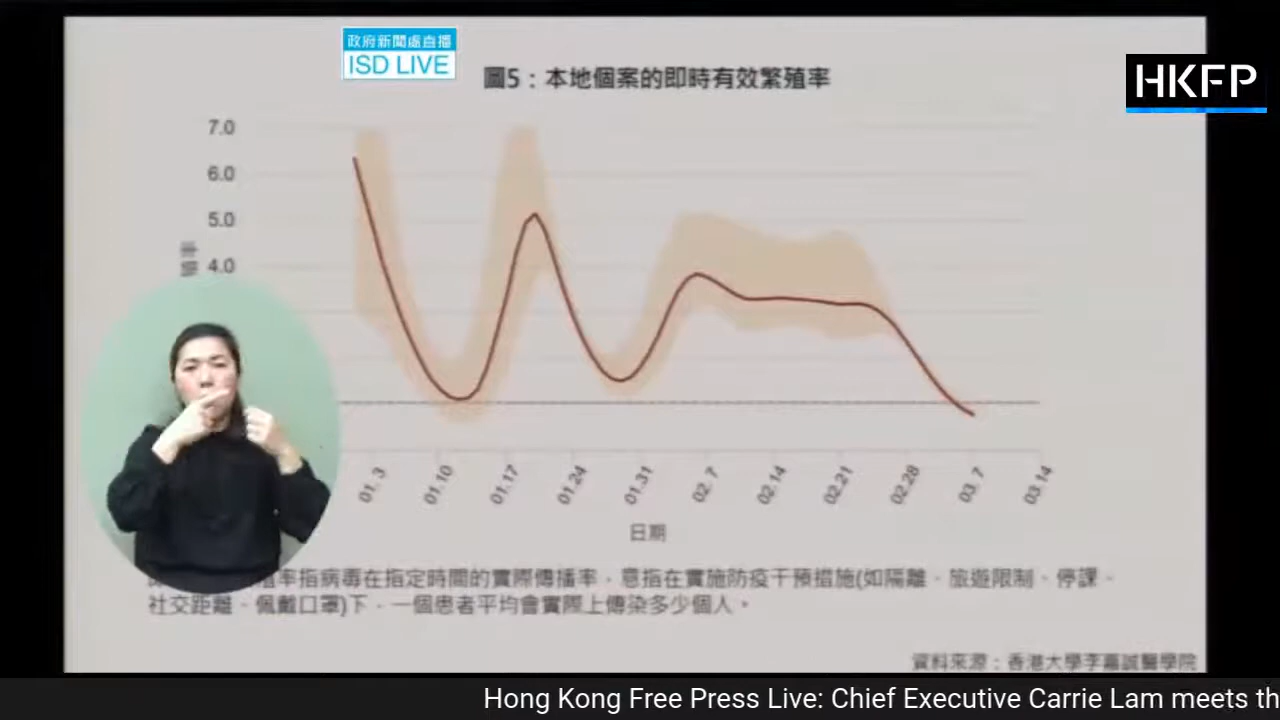 政府新聞處直播
ISD LIVE
圖5：本地個案的即時有效繁殖率
HKFP
7.0
6.0
5.0
4.0
殖率
01. 3
01.10
01.17
01.24
01.31
02. 7
02.14
02.21
02.28
03. 7
03.14
日期
殖率指病毒在指定時間的實際傳播率，意指在實施防疫干預措施(如隔離、旅遊限制、停課、
社交距離、佩戴口罩)下，一個患者平均會實際上傳染多少個人。
資料來源：香港大學李嘉誠醫學院
Hong Kong Free Press Live: Chief Executive Carrie Lam meets th